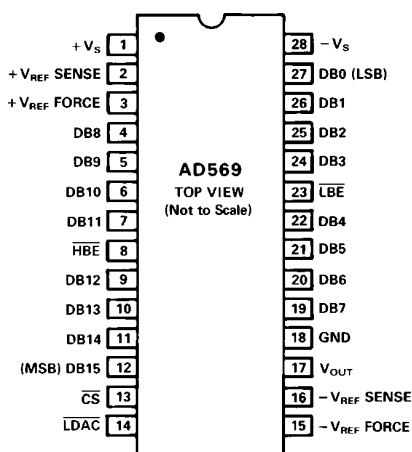 +VS 1
+VREF SENSE 2
+VREF FORCE 3
DB8 4
DB9 5
DB10 6
DB11 7
HBE 8
DB12 9
DB13 10
DB14 11
(MSB) DB15 12
CS 13
LDAC 14
AD569
TOP VIEW
(Not to Scale)
28 −VS
27 DB0 (LSB)
26 DB1
25 DB2
24 DB3
23 LBE
22 DB4
21 DB5
20 DB6
19 DB7
18 GND
17 VOUT
16 −VREF SENSE
15 −VREF FORCE